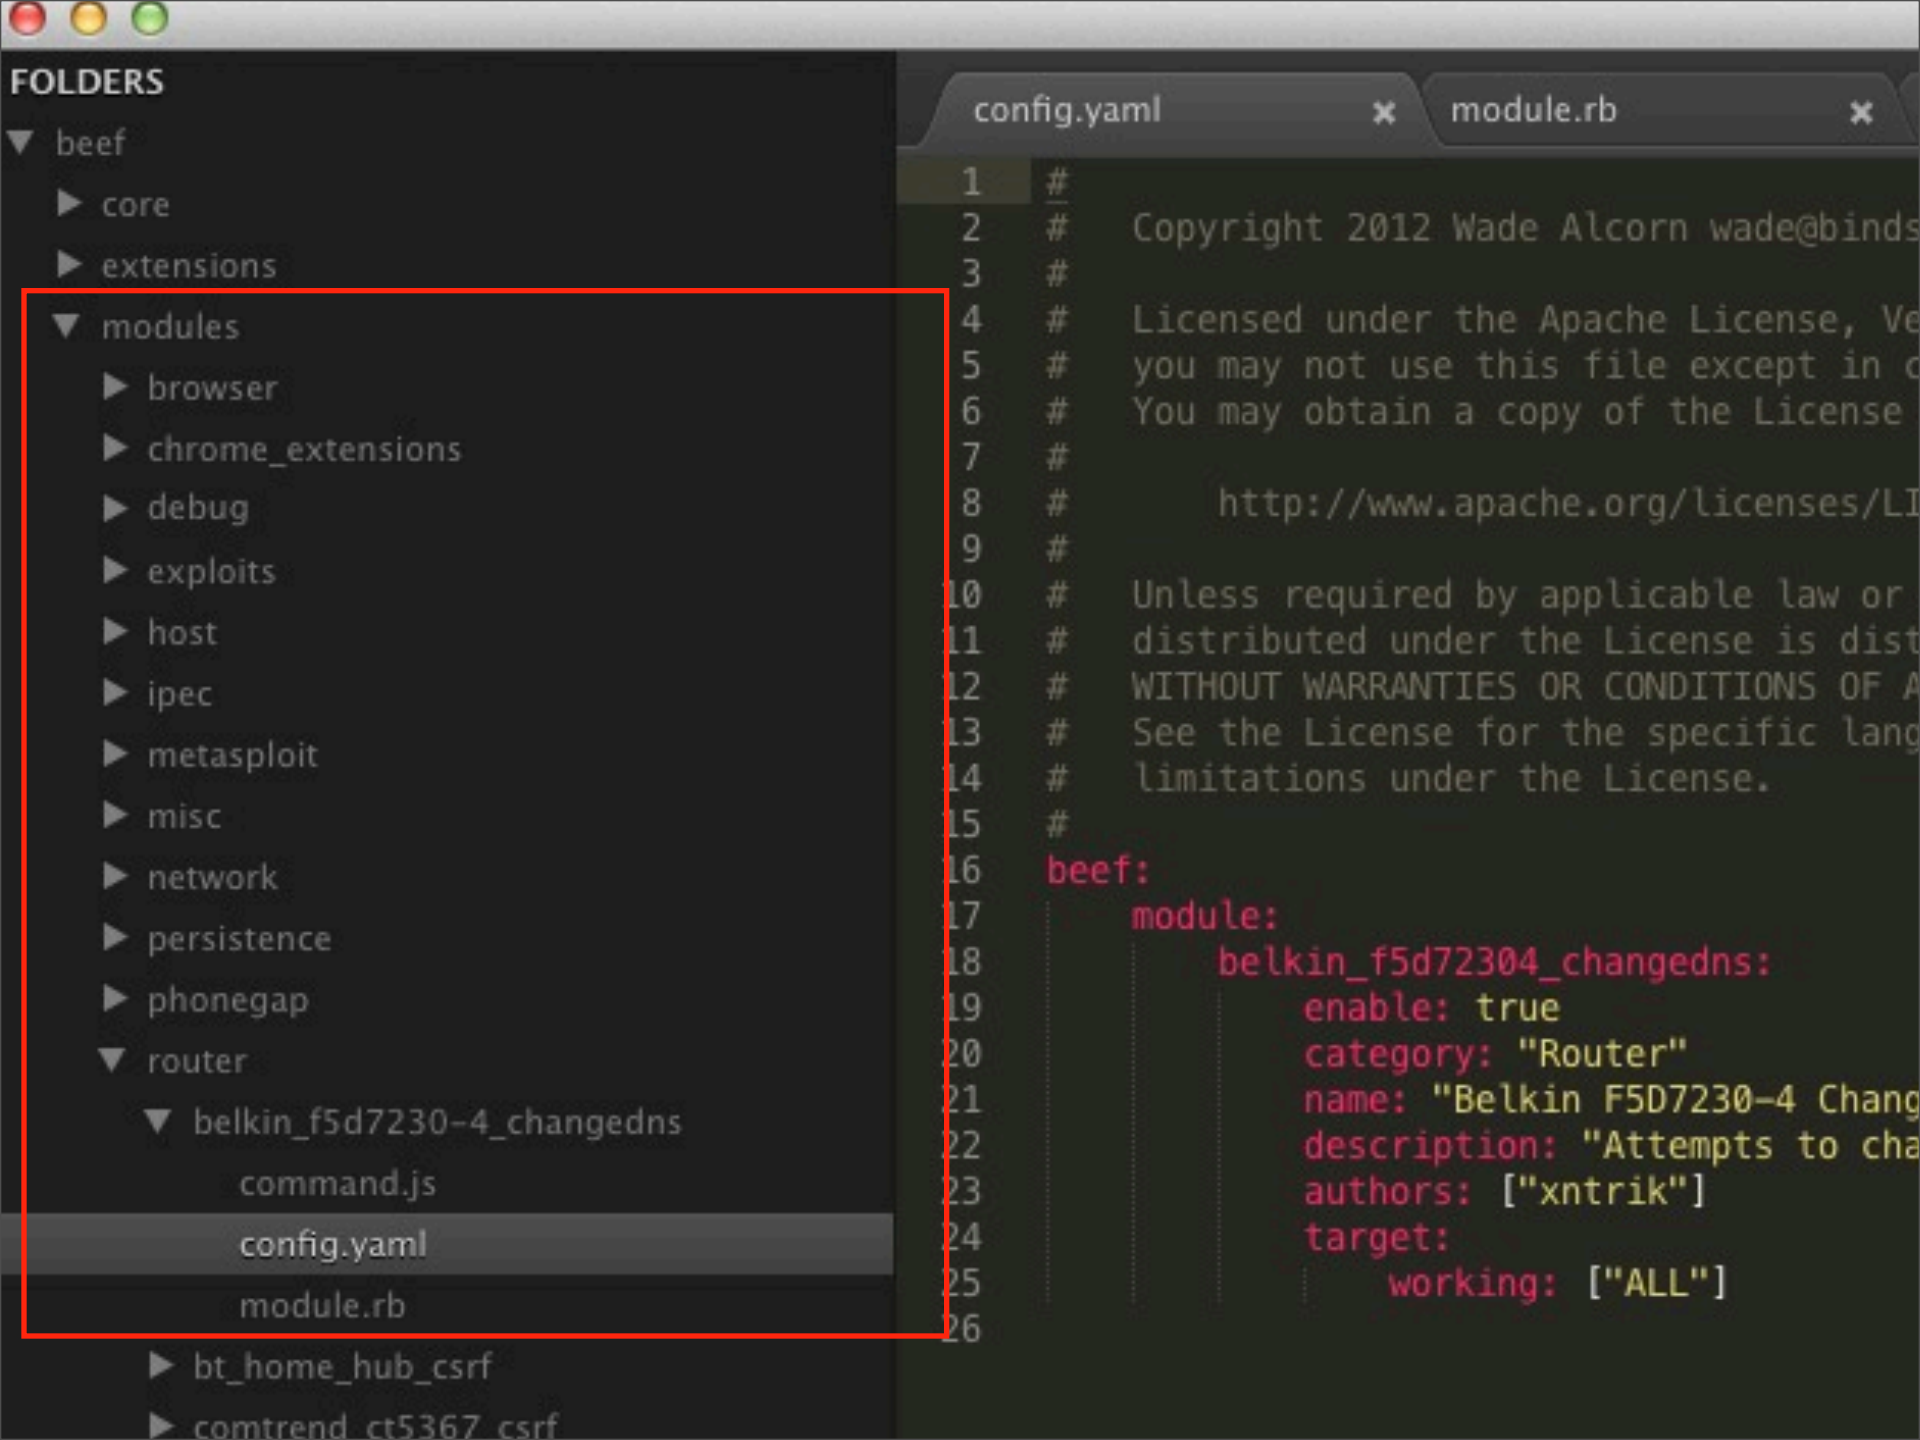 FOLDERS
beef
core
extensions
modules
browser
chrome_extensions
debug
exploits
host
ipec
metasploit
misc
network
persistence
phonegap
router
belkin_f5d7230-4_changedns
command.js
config.yaml
module.rb
bt_home_hub_csrf
comtrend_ct5367_csrf
config.yaml × module.rb ×
1 #
2 # Copyright 2012 Wade Alcorn wade@binds
3 #
4 # Licensed under the Apache License, Ve
5 # you may not use this file except in c
6 # You may obtain a copy of the License
7 #
8 # http://www.apache.org/licenses/LI
9 #
10 # Unless required by applicable law or
11 # distributed under the License is dist
12 # WITHOUT WARRANTIES OR CONDITIONS OF A
13 # See the License for the specific lang
14 # limitations under the License.
15 #
16 beef:
17 module:
18 belkin_f5d72304_changedns:
19 enable: true
20 category: "Router"
21 name: "Belkin F5D7230-4 Chang
22 description: "Attempts to cha
23 authors: ["xntrik"]
24 target:
25 working: ["ALL"]
26